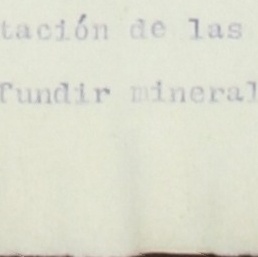 tación de las
fundir mineral